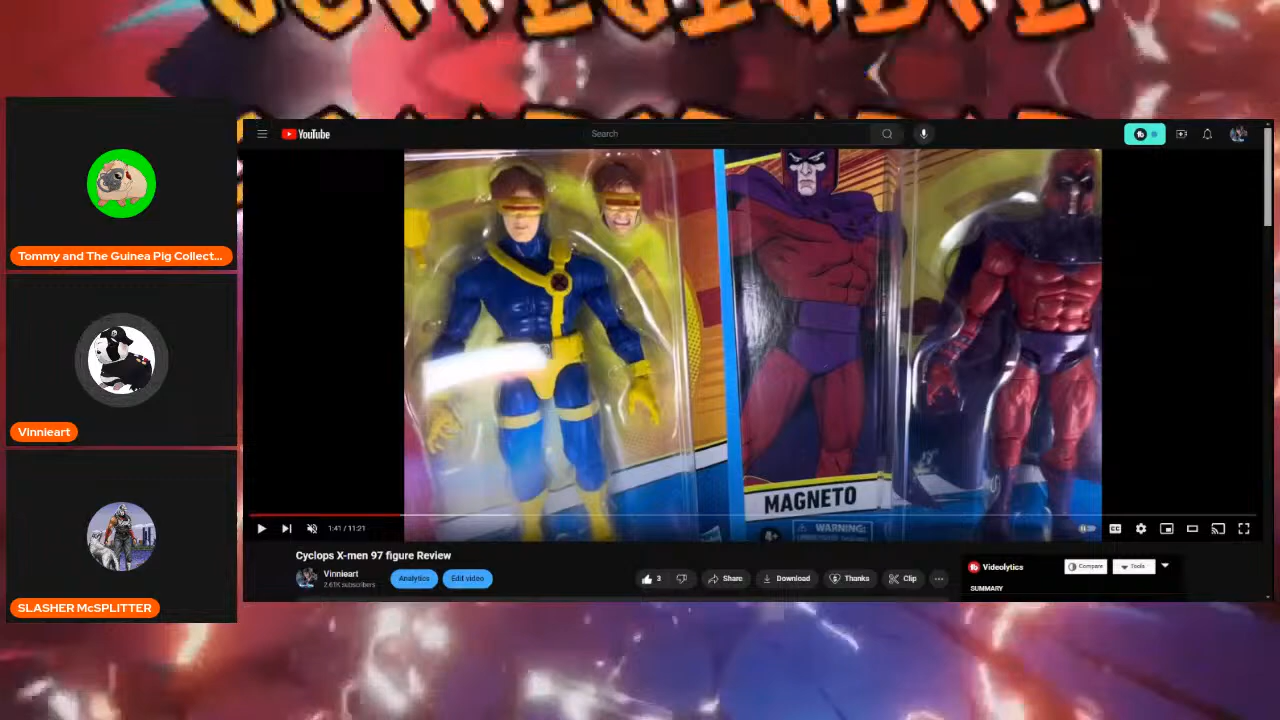 YouTube
Search
Tommy and The Guinea Pig Collect...
Vinnieart
SLASHER McSPLITTER
MAGNETO
4+
WARNING:
1:41 / 11:21
CC
Cyclops X-men 97 figure Review
Vinnieart
2.61K subscribers
Analytics
Edit video
3
Share
Download
Thanks
Clip
Videolytics
Compare
Tools
SUMMARY